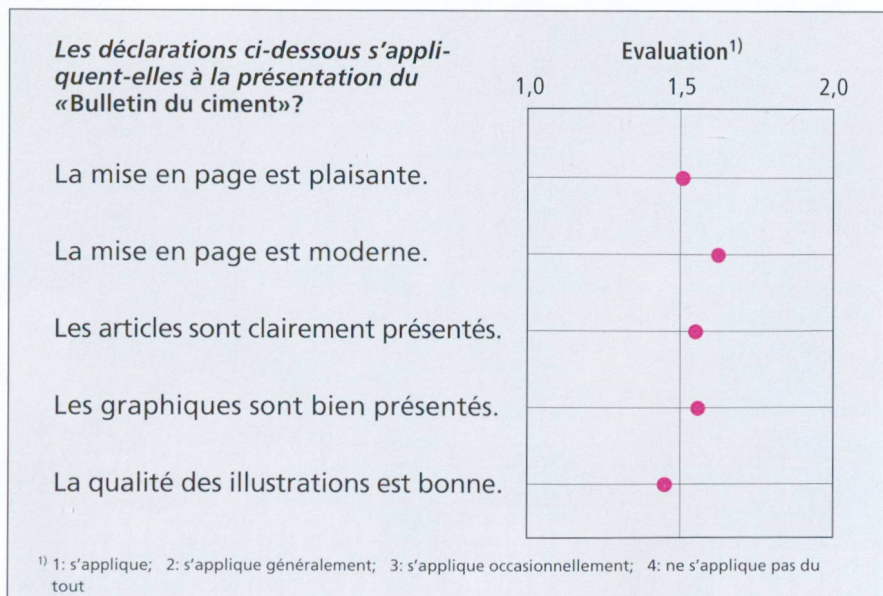 Les déclarations ci-dessous s'appli-
quent-elles à la présentation du
«Bulletin du ciment»?
Evaluation1)
1,0 1,5 2,0
La mise en page est plaisante.
La mise en page est moderne.
Les articles sont clairement présentés.
Les graphiques sont bien présentés.
La qualité des illustrations est bonne.
1) 1: s'applique; 2: s'applique généralement; 3: s'applique occasionnellement; 4: ne s'applique pas du
tout